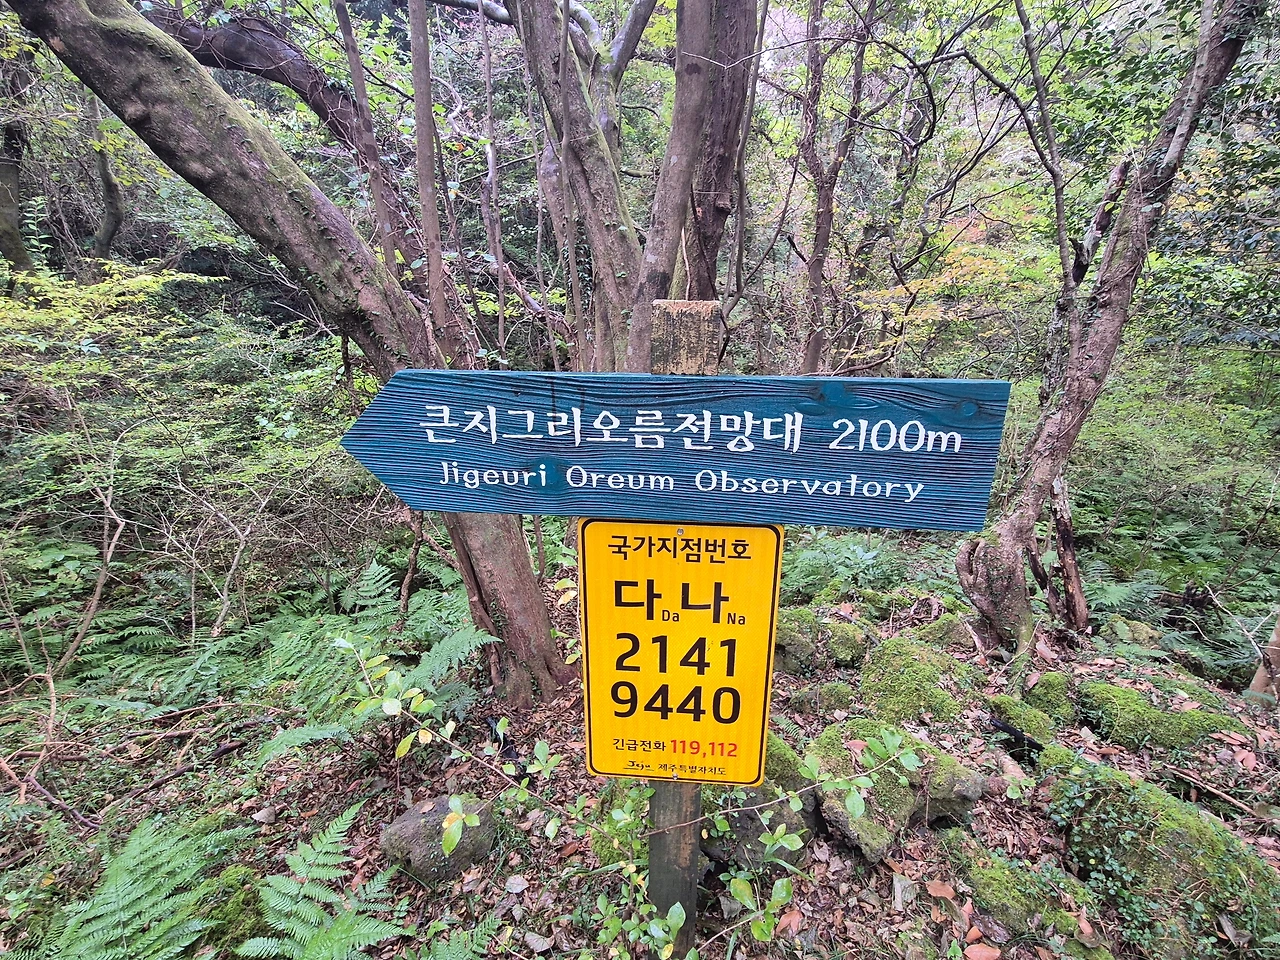 큰지그리오름전망대 2100m
Jigeuri Oreum Observatory
국가지점번호
다Da 나Na
2141
9440
긴급전화 119,112
Jeju 제주특별자치도